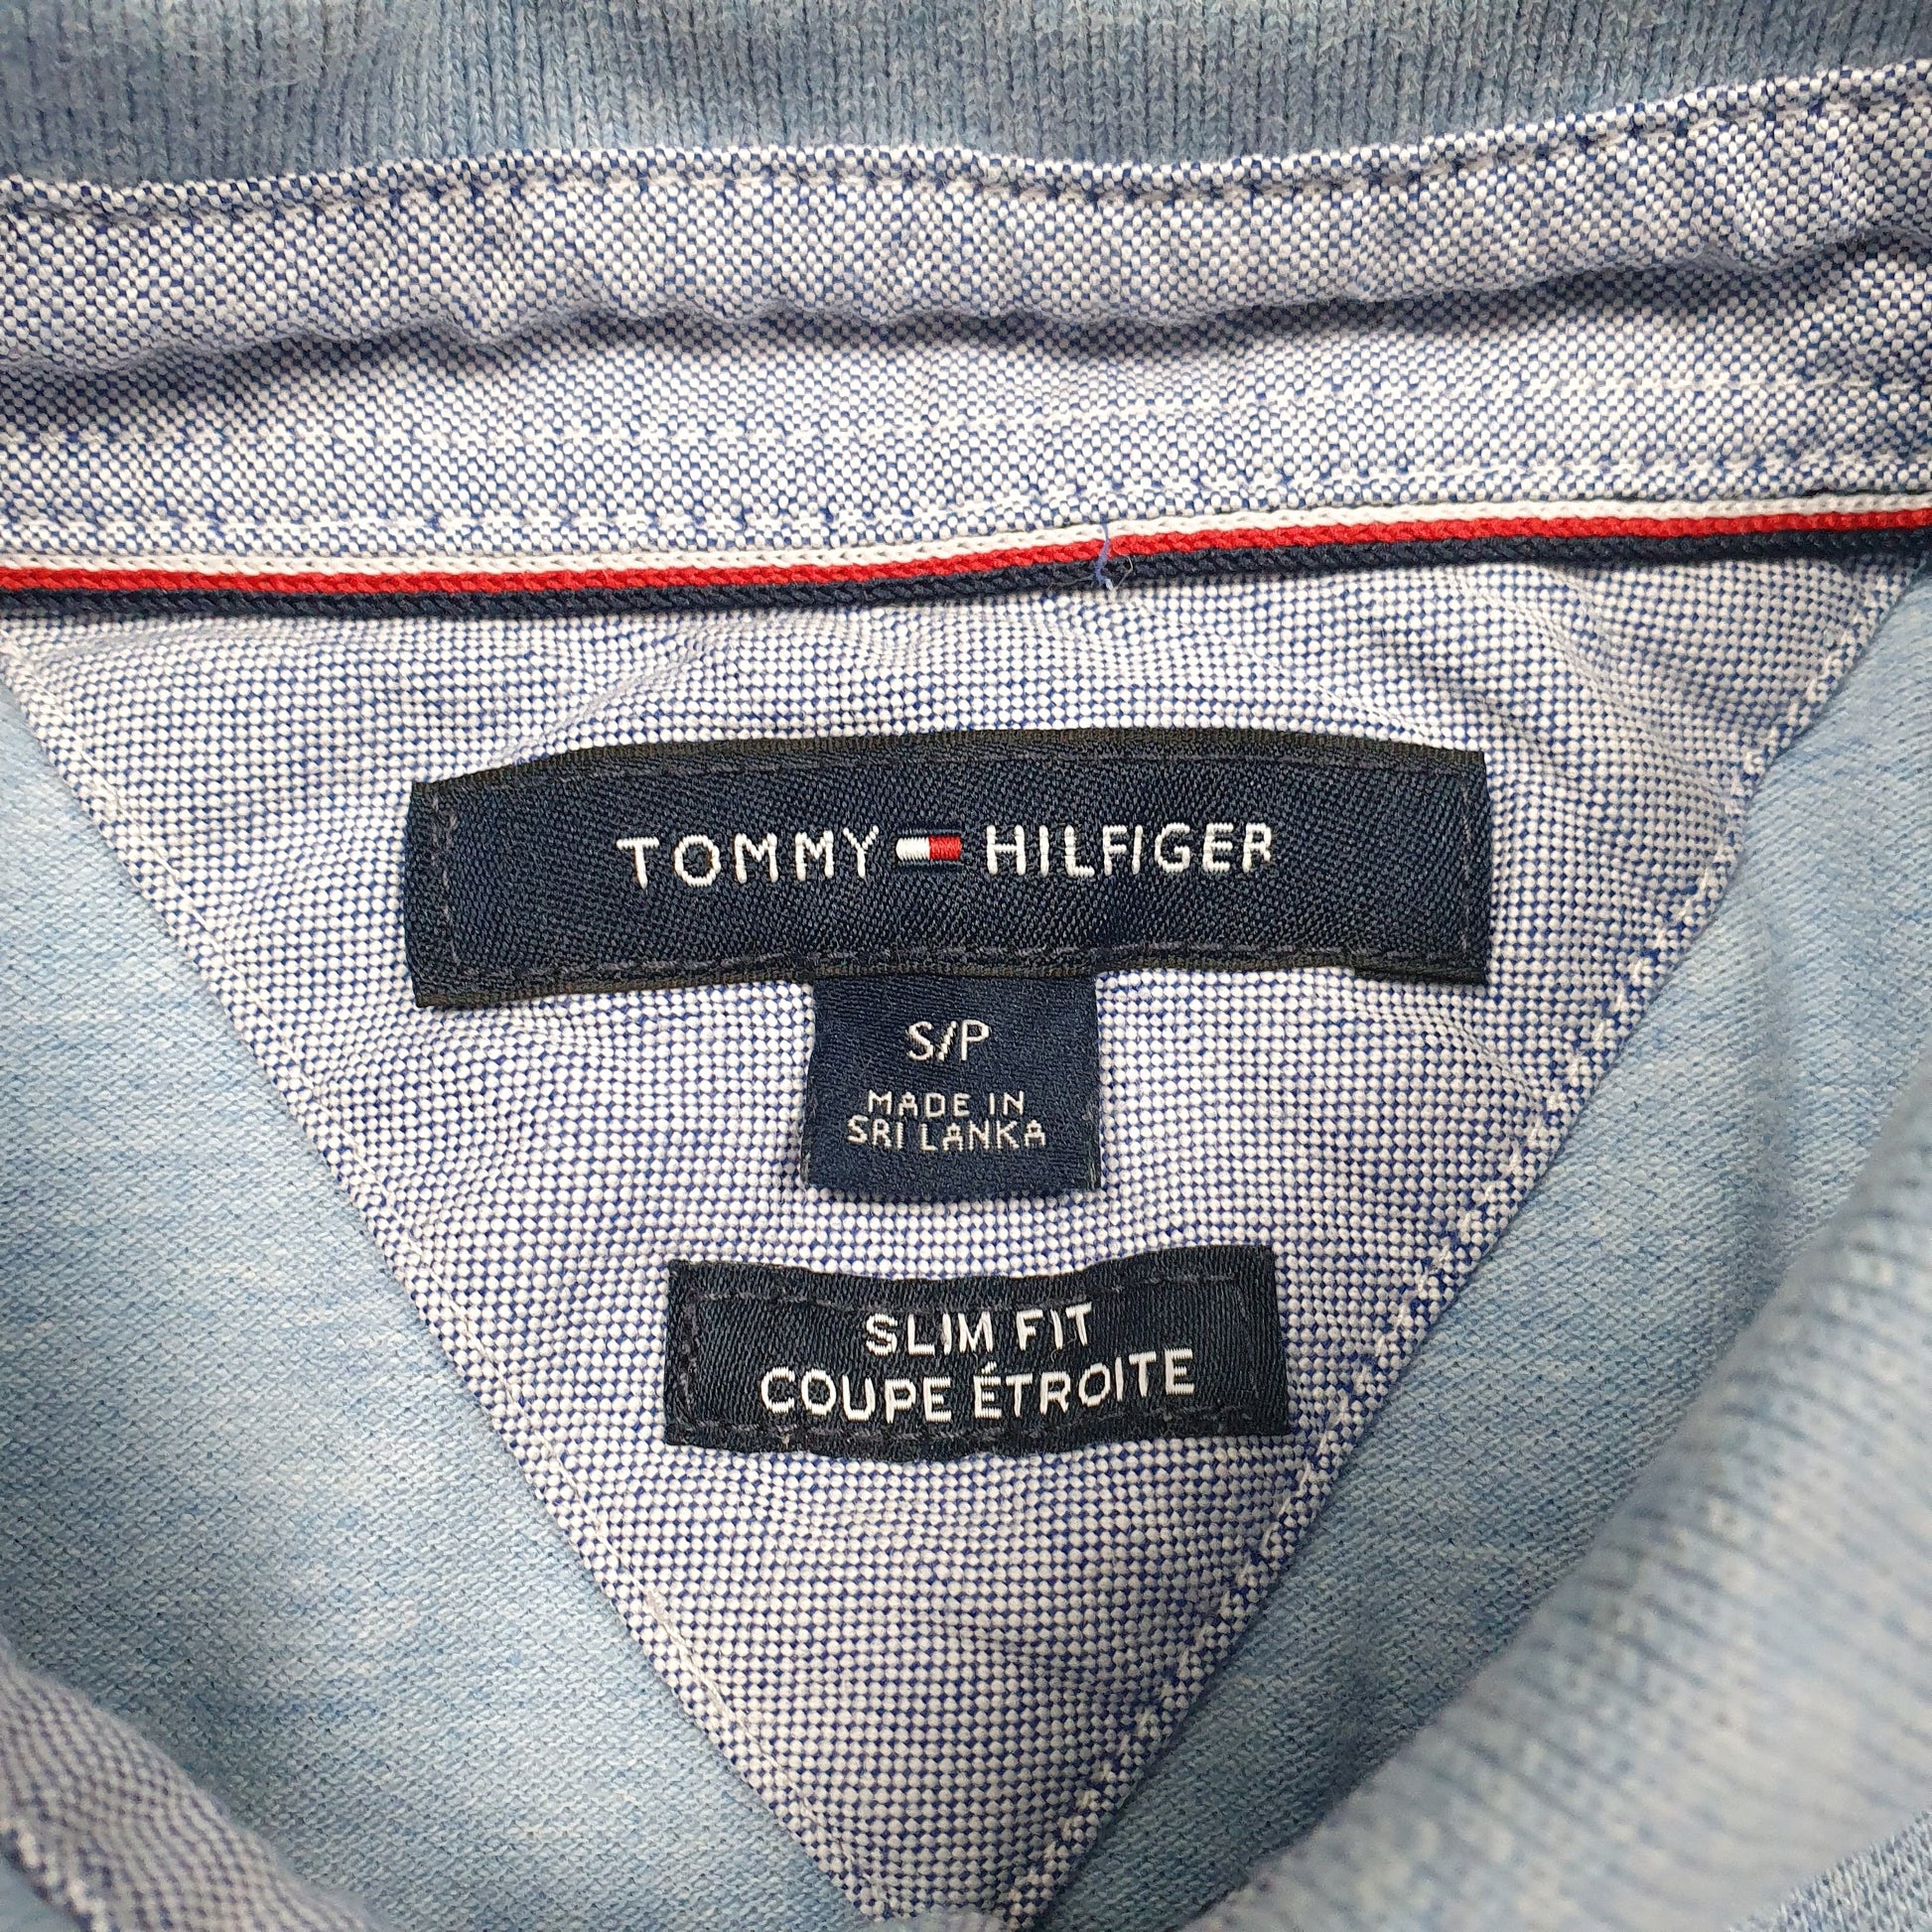 TOMMY HILFIGER
S/P
MADE IN
SRI LANKA
SLIM FIT
COUPE ÉTROITE